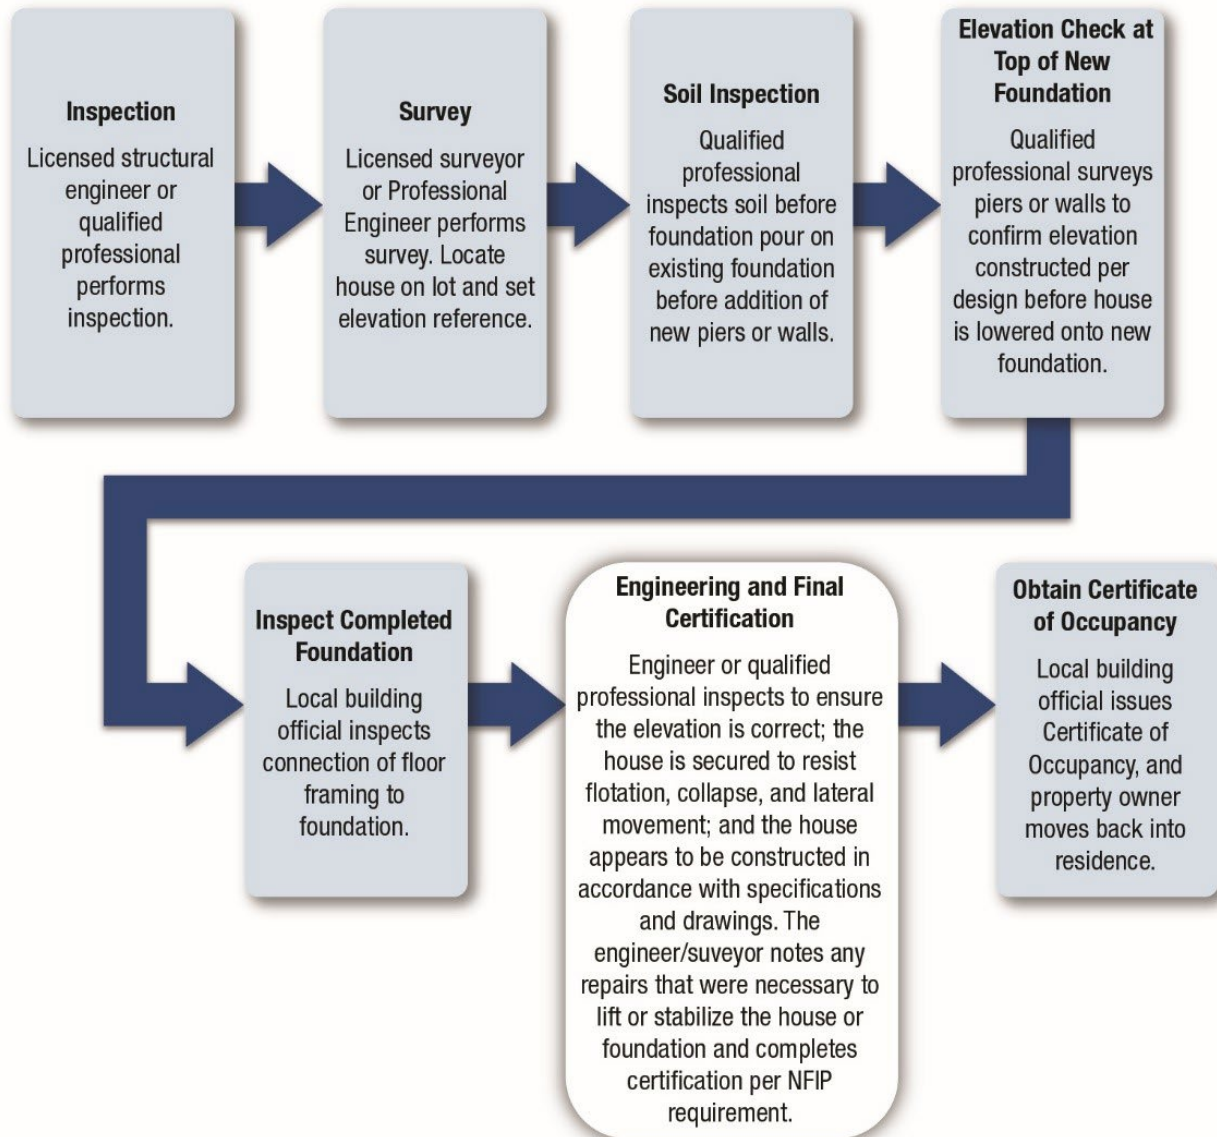 Inspection
Licensed structural
engineer or
qualified
professional
performs
inspection.
Survey
Licensed surveyor
or Professional
Engineer performs
survey. Locate
house on lot and set
elevation reference.
Soil Inspection
Qualified
professional
inspects soil before
foundation pour on
existing foundation
before addition of
new piers or walls.
Elevation Check at
Top of New
Foundation
Qualified
professional surveys
piers or walls to
confirm elevation
constructed per
design before house
is lowered onto new
foundation.
Inspect Completed
Foundation
Local building
official inspects
connection of floor
framing to
foundation.
Engineering and Final
Certification
Engineer or qualified
professional inspects to ensure
the elevation is correct; the
house is secured to resist
flotation, collapse, and lateral
movement; and the house
appears to be constructed in
accordance with specifications
and drawings. The
engineer/suveyor notes any
repairs that were necessary to
lift or stabilize the house or
foundation and completes
certification per NFIP
requirement.
Obtain Certificate
of Occupancy
Local building
official issues
Certificate of
Occupancy, and
property owner
moves back into
residence.